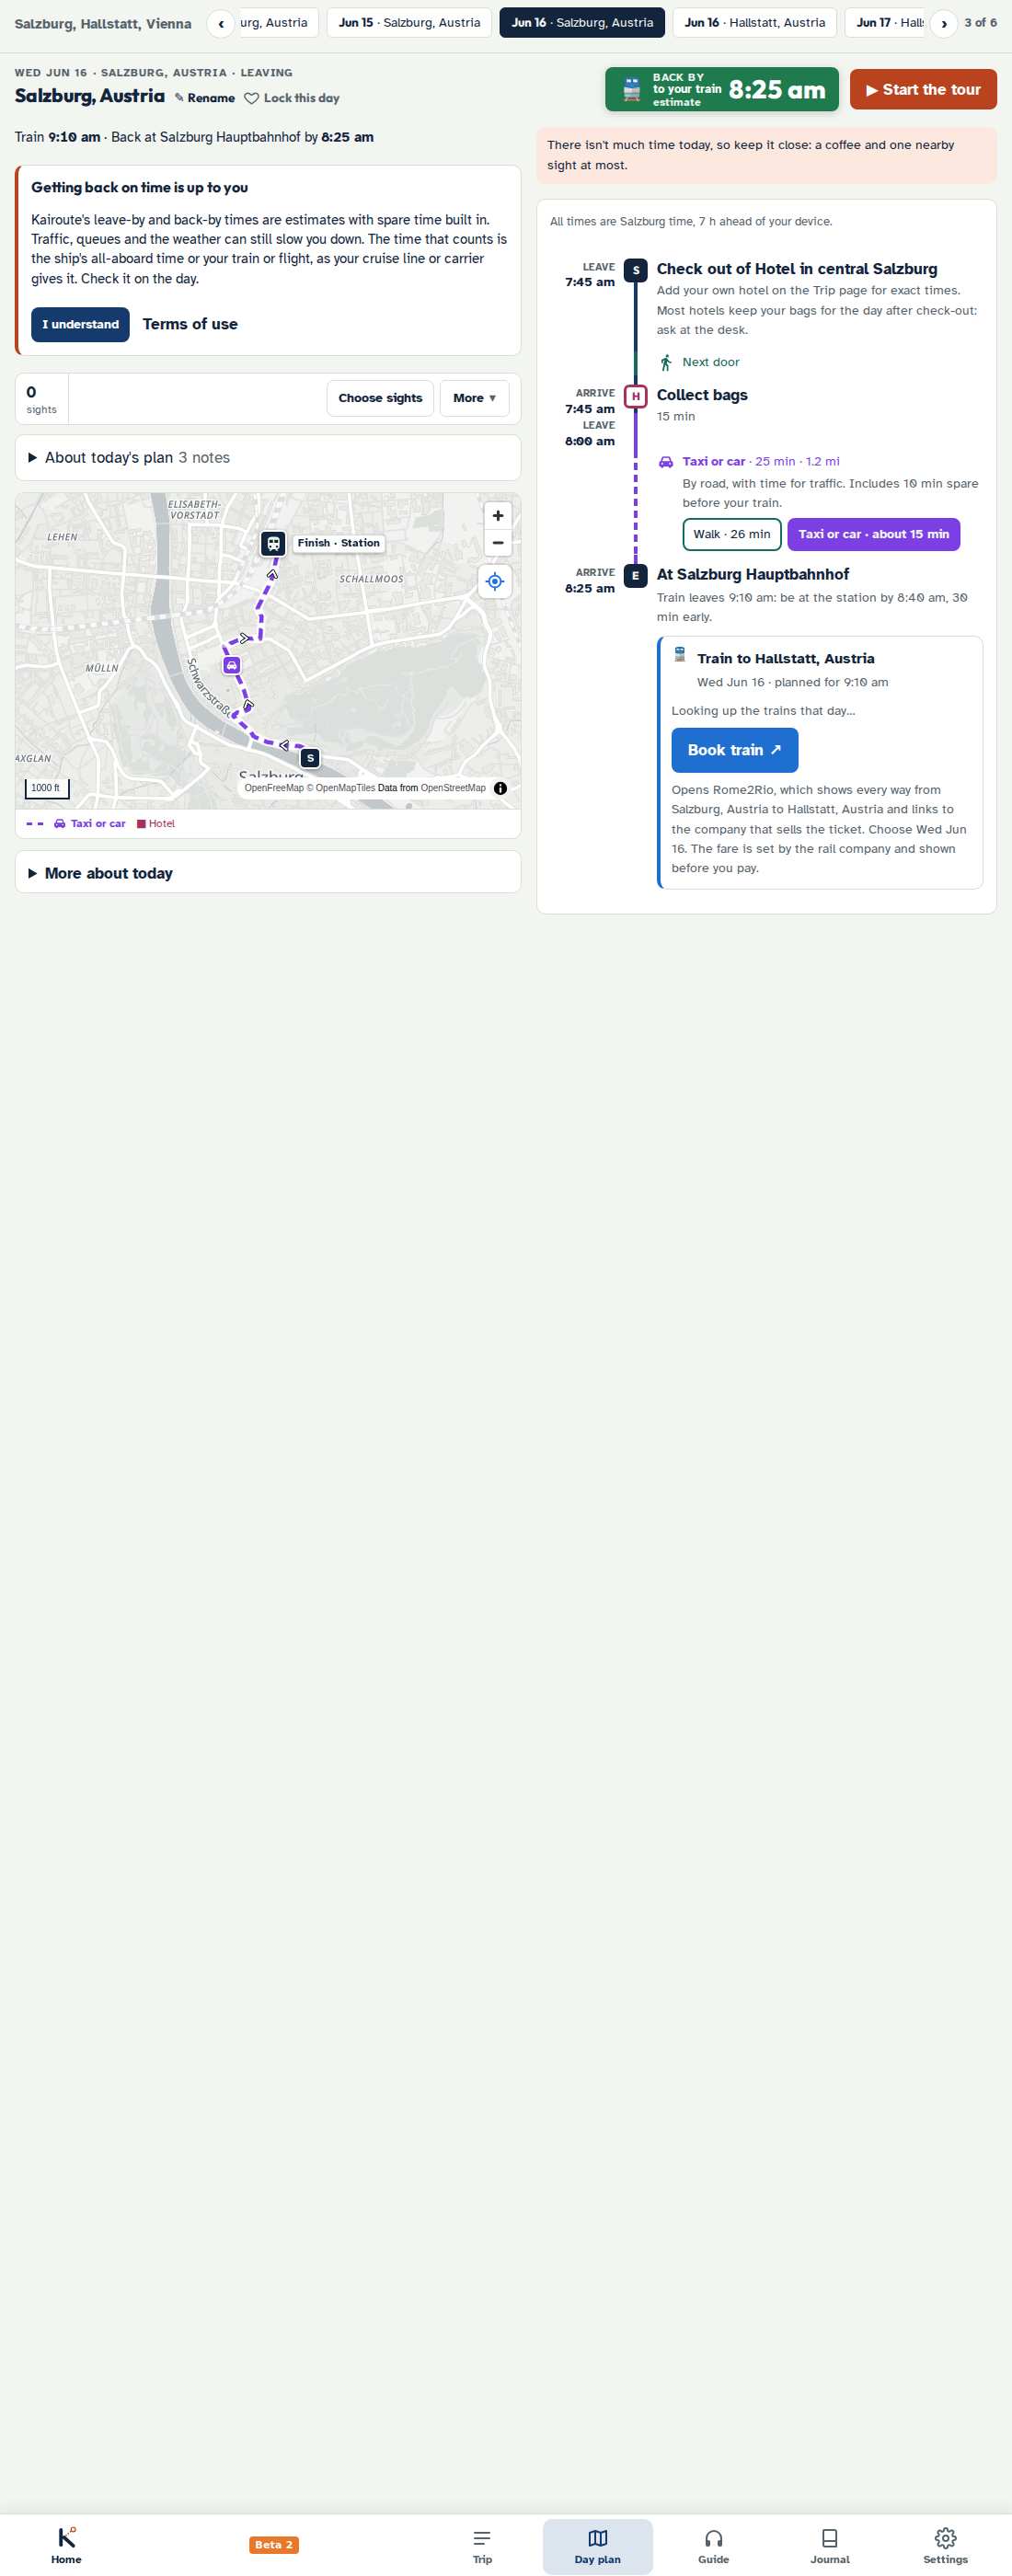 Salzburg, Hallstatt, Vienna
‹
urg, Austria
Jun 15 · Salzburg, Austria
Jun 16 · Salzburg, Austria
Jun 16 · Hallstatt, Austria
Jun 17 · Halls
›
3 of 6
WED JUN 16 · SALZBURG, AUSTRIA · LEAVING
Salzburg, Austria ✎ Rename Lock this day
BACK BY
to your train
estimate
8:25 am
▶ Start the tour
Train 9:10 am · Back at Salzburg Hauptbahnhof by 8:25 am
Getting back on time is up to you
Kairoute's leave-by and back-by times are estimates with spare time built in.
Traffic, queues and the weather can still slow you down. The time that counts is
the ship's all-aboard time or your train or flight, as your cruise line or carrier
gives it. Check it on the day.
I understand
Terms of use
0
sights
Choose sights
More ▼
▶ About today's plan 3 notes
ELISABETH-
VORSTADT
LEHEN
Finish · Station
SCHALLMOOS
MÜLLN
Schwarzstraße
AXGLAN
S
Salzburg
+
−
1000 ft
OpenFreeMap © OpenMapTiles Data from OpenStreetMap
Taxi or car
Hotel
▶ More about today
There isn't much time today, so keep it close: a coffee and one nearby
sight at most.
All times are Salzburg time, 7 h ahead of your device.
LEAVE
7:45 am
S
Check out of Hotel in central Salzburg
Add your own hotel on the Trip page for exact times.
Most hotels keep your bags for the day after check-out:
ask at the desk.
Next door
ARRIVE
7:45 am
LEAVE
8:00 am
H
Collect bags
15 min
Taxi or car · 25 min · 1.2 mi
By road, with time for traffic. Includes 10 min spare
before your train.
Walk · 26 min
Taxi or car · about 15 min
ARRIVE
8:25 am
E
At Salzburg Hauptbahnhof
Train leaves 9:10 am: be at the station by 8:40 am, 30
min early.
Train to Hallstatt, Austria
Wed Jun 16 · planned for 9:10 am
Looking up the trains that day…
Book train ↗
Opens Rome2Rio, which shows every way from
Salzburg, Austria to Hallstatt, Austria and links to
the company that sells the ticket. Choose Wed Jun
16. The fare is set by the rail company and shown
before you pay.
Home
Beta 2
Trip
Day plan
Guide
Journal
Settings